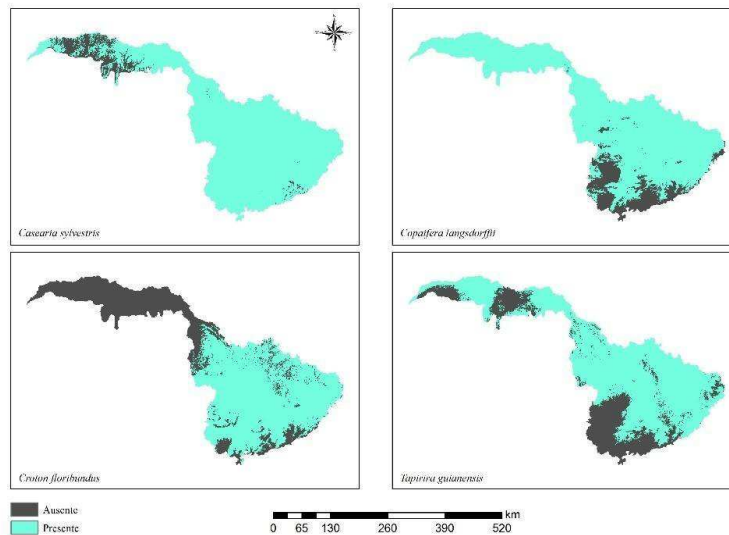 Casearia sylvestris
Copaifera langsdorffii
Croton floribundus
Tapirira guianensis
Ausente
Presente
km
0 65 130 260 390 520